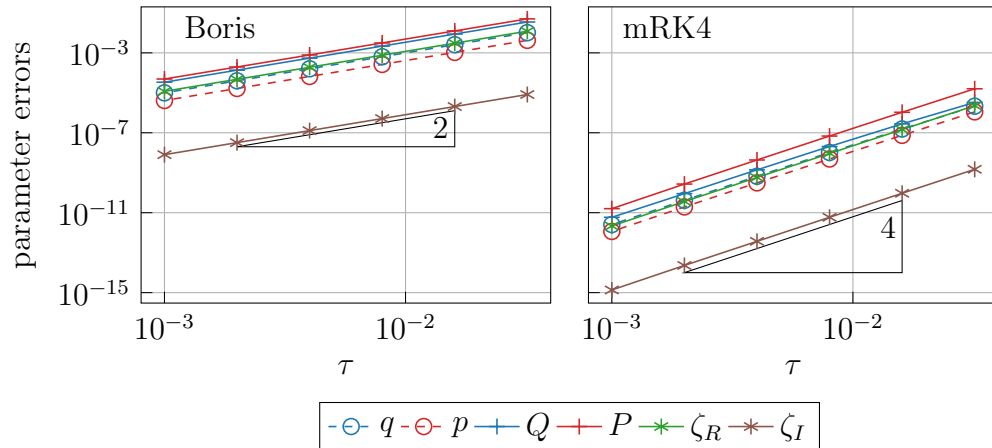 Boris
mRK4
parameter errors
10⁻³
10⁻⁷
10⁻¹¹
10⁻¹⁵
2
4
10⁻³
10⁻²
10⁻³
10⁻²
τ
τ
q p Q P ζ_R ζ_I